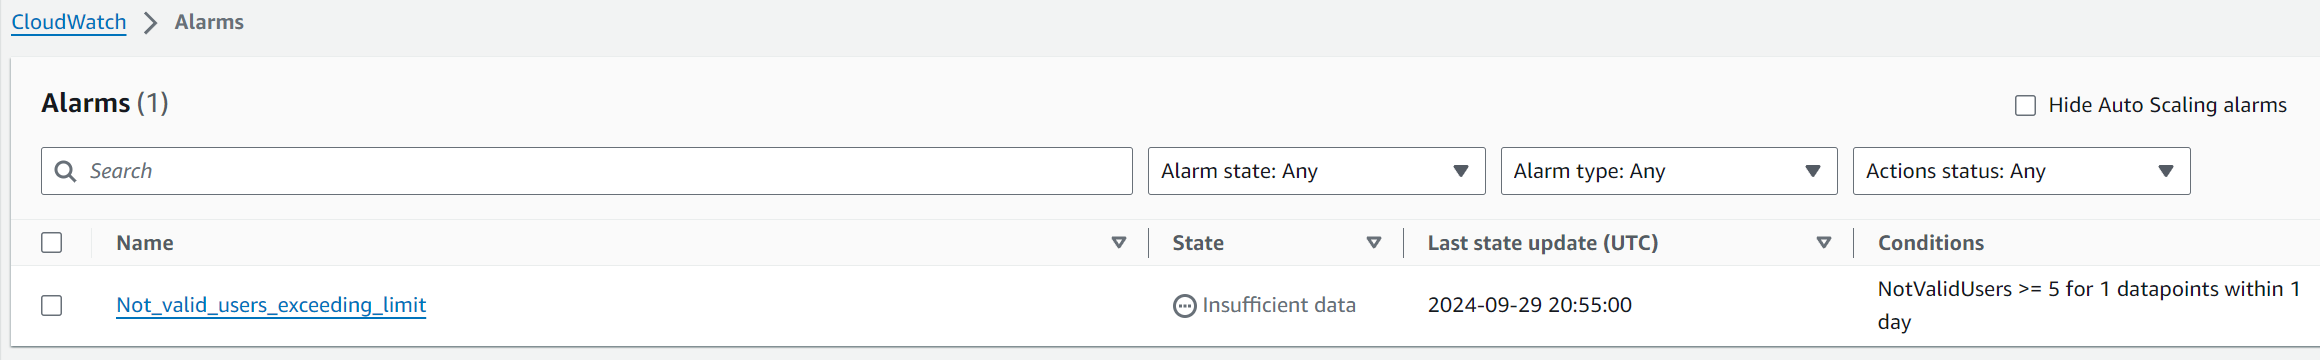 CloudWatch > Alarms
Alarms (1)
Hide Auto Scaling alarms
Search
Alarm state: Any
Alarm type: Any
Actions status: Any
Name
State
Last state update (UTC)
Conditions
Not_valid_users_exceeding_limit
Insufficient data
2024-09-29 20:55:00
NotValidUsers >= 5 for 1 datapoints within 1
day